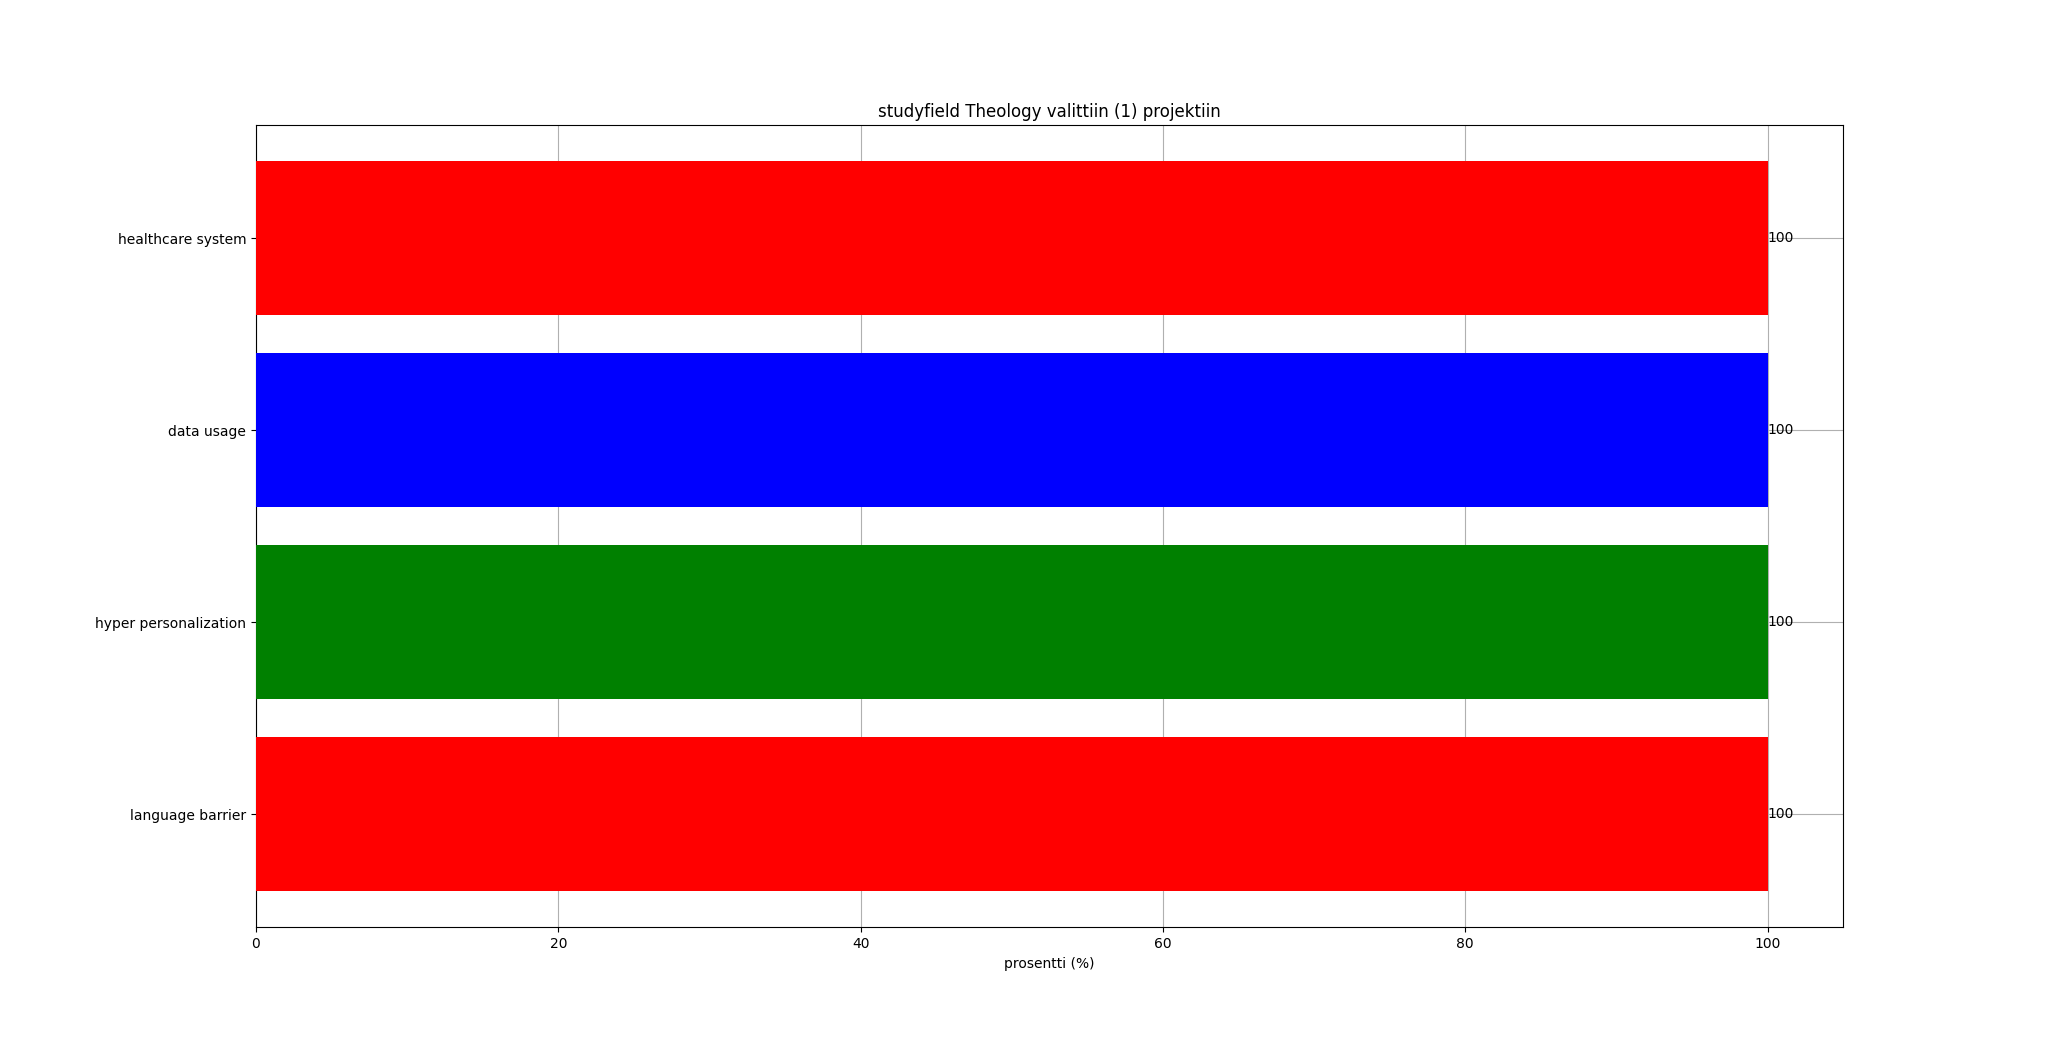 studyfield Theology valittiin (1) projektiin
healthcare system
100
data usage
100
hyper personalization
100
language barrier
100
0 20 40 60 80 100
prosentti (%)